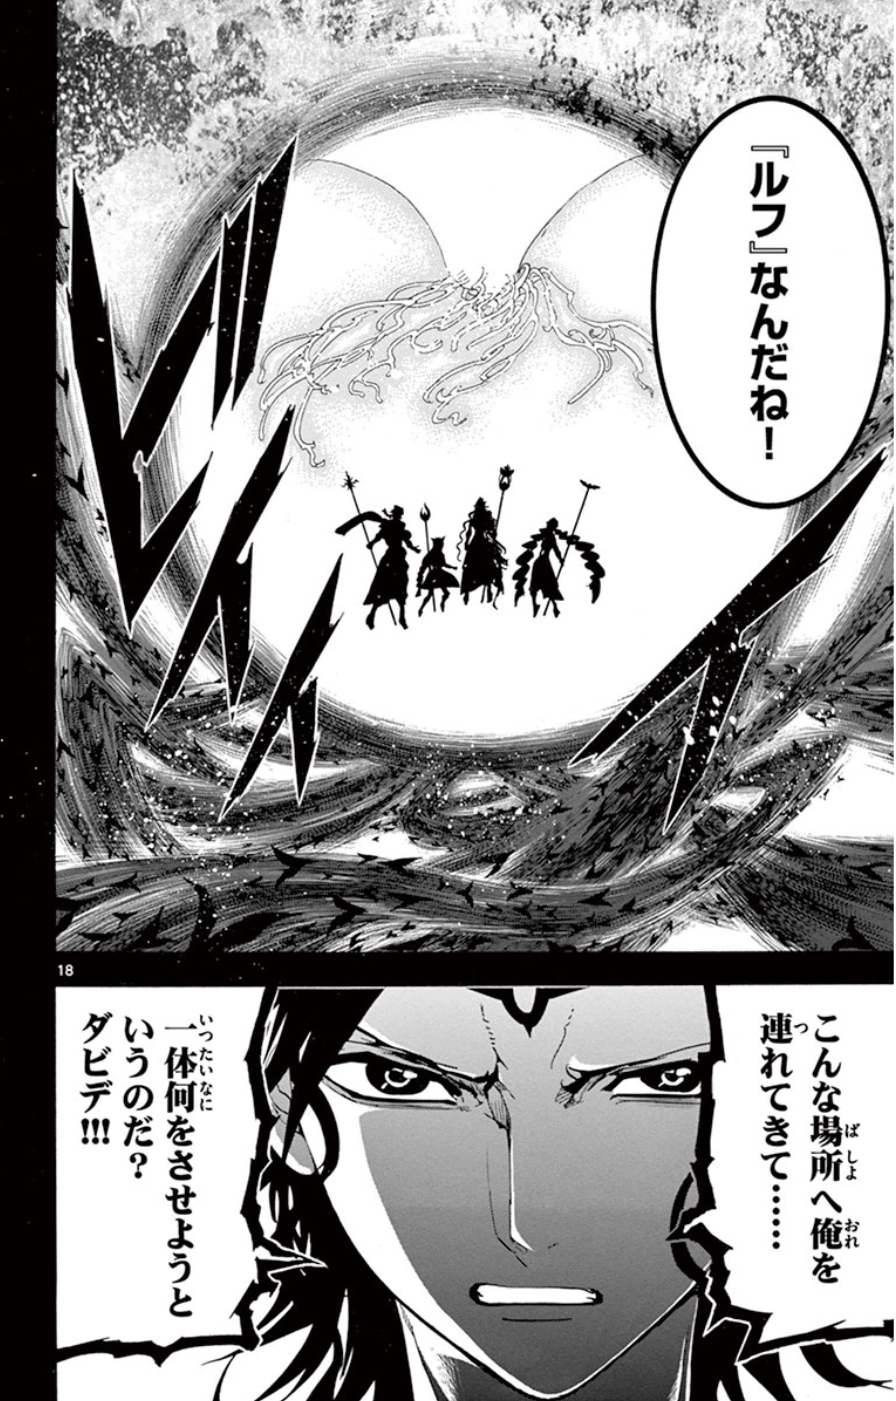 『ルフ』なんだね!
18
こんな場所へ俺を
連れてきて……
一体何をさせようと
いうのだ?
ダビデ!!!